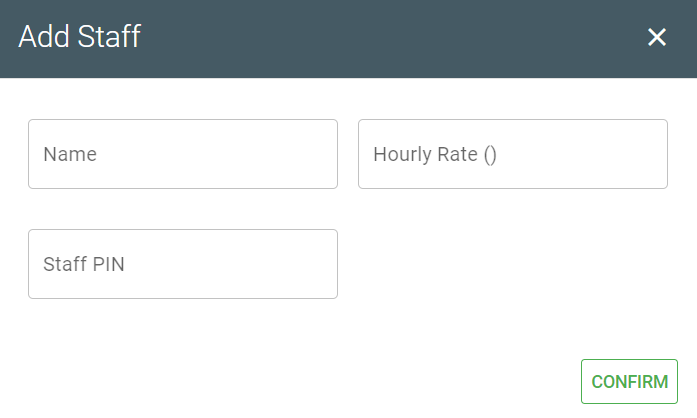 Add Staff
Name
Hourly Rate ()
Staff PIN
CONFIRM